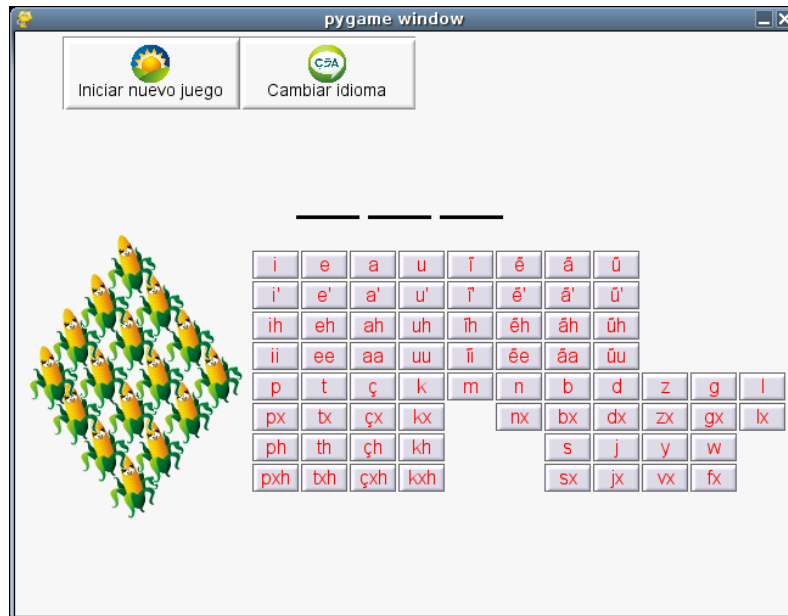 pygame window
Iniciar nuevo juego Cambiar idioma
i e a u ĩ ẽ ã ũ
i' e' a' u' ĩ' ẽ' ã' ũ'
ih eh ah uh ĩh ẽh ãh ũh
ii ee aa uu ĩi ẽe ãa ũu
p t ç k m n b d z g l
px tx çx kx nx bx dx zx gx lx
ph th çh kh s j y w
pxh txh çxh kxh sx jx vx fx